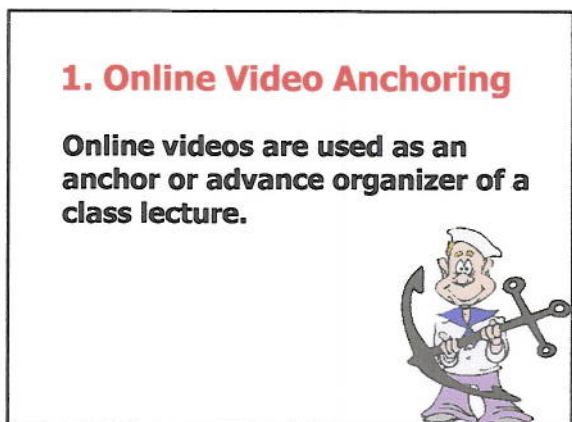 1. Online Video Anchoring
Online videos are used as an
anchor or advance organizer of a
class lecture.